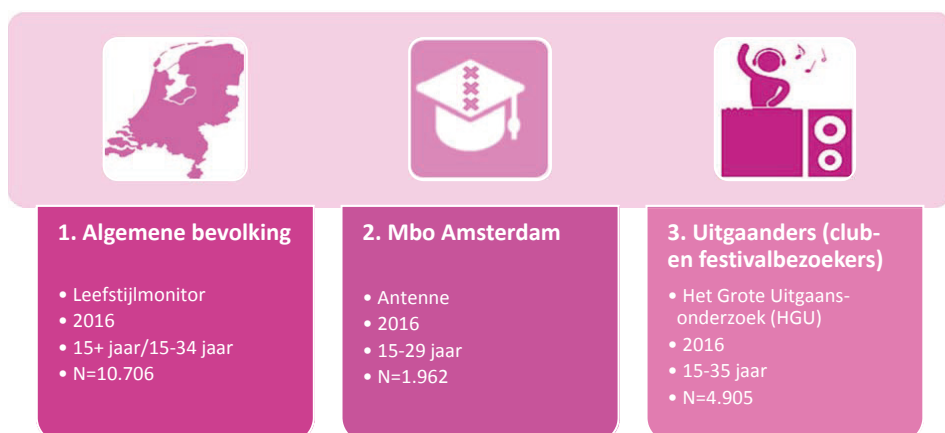 1. Algemene bevolking
• Leefstijlmonitor
• 2016
• 15+ jaar/15-34 jaar
• N=10.706
2. Mbo Amsterdam
• Antenne
• 2016
• 15-29 jaar
• N=1.962
3. Uitgaanders (club-
en festivalbezoekers)
• Het Grote Uitgaans-
onderzoek (HGU)
• 2016
• 15-35 jaar
• N=4.905